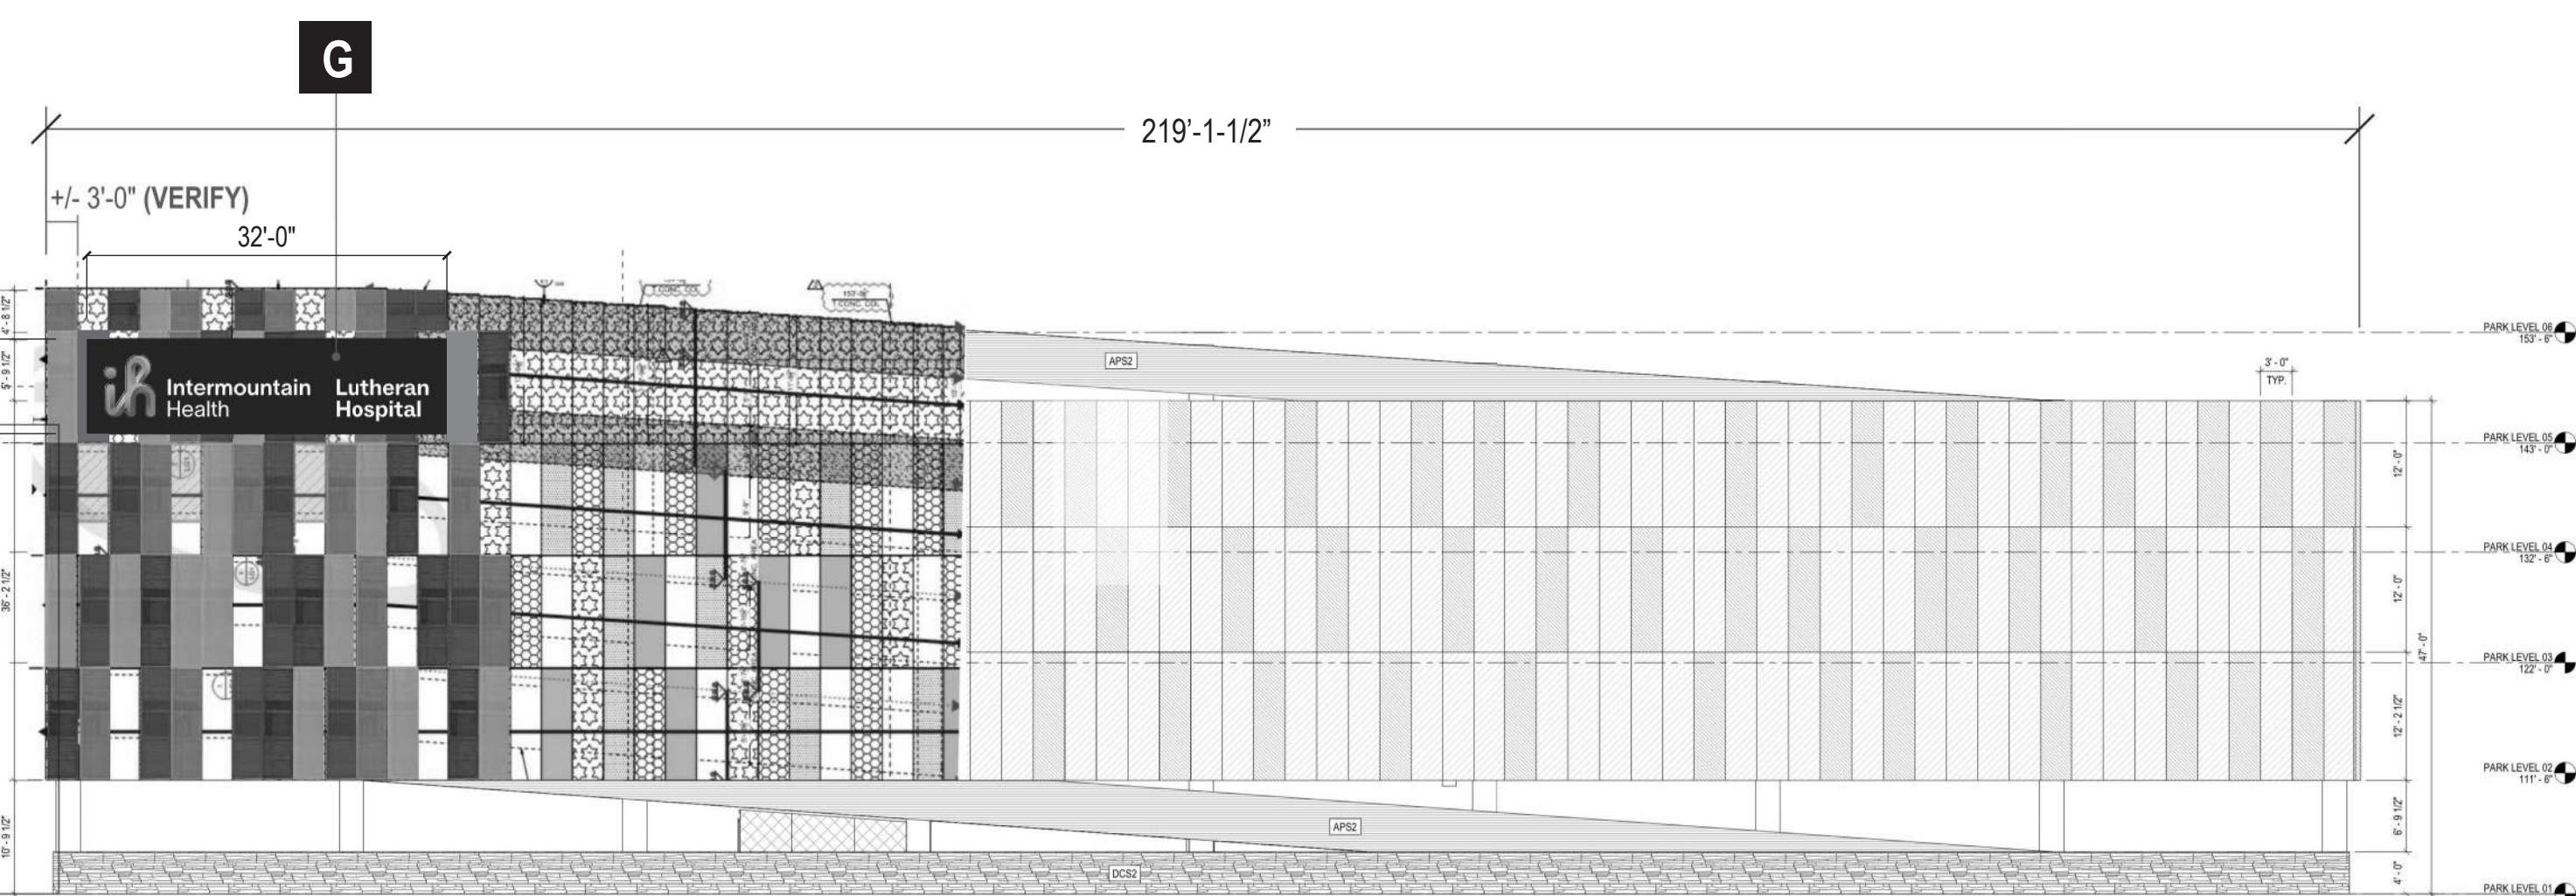 G
219'-1-1/2"
+/- 3'-0" (VERIFY)
32'-0"
Intermountain
Health
Lutheran
Hospital
4' - 8 1/2"
5' - 9 1/2"
36' - 2 1/2"
10' - 9 1/2"
153'-6"
T.CONC. COL.
APS2
APS2
DCS2
3' - 0"
TYP.
PARK LEVEL 06
153' - 6"
PARK LEVEL 05
143' - 0"
PARK LEVEL 04
132' - 6"
PARK LEVEL 03
122' - 0"
PARK LEVEL 02
111' - 6"
PARK LEVEL 01
12' - 0"
12' - 0"
12' - 2 1/2"
47' - 0"
6' - 9 1/2"
4' - 0"